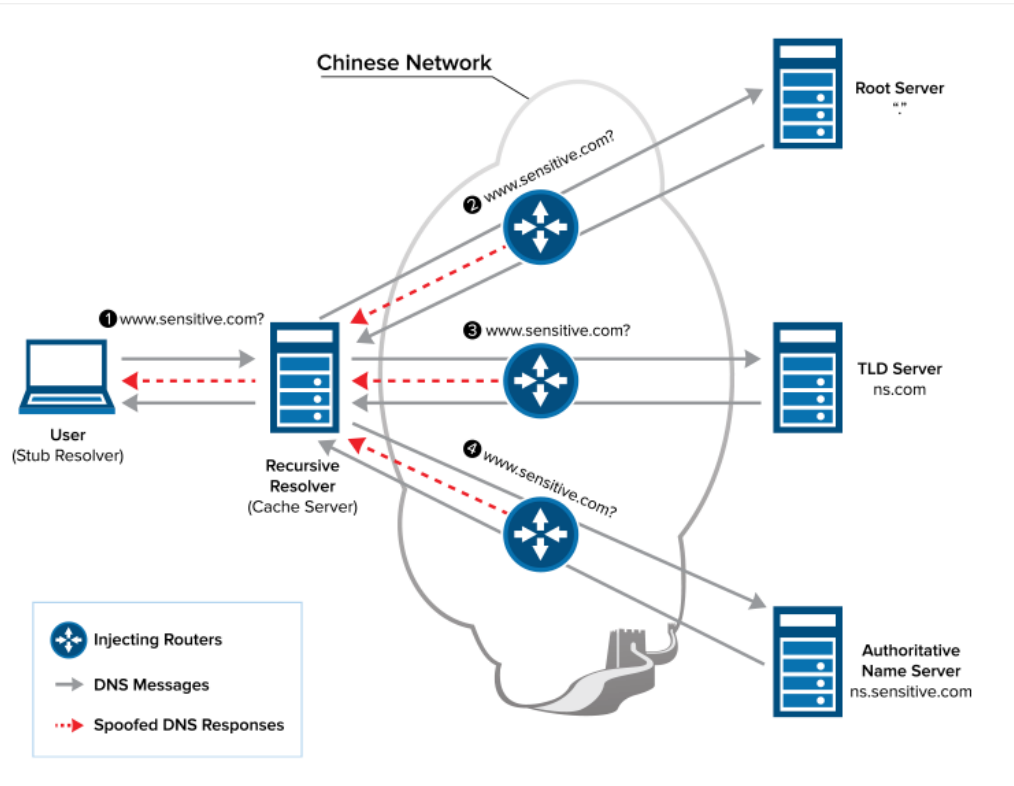 Chinese Network
Root Server
“.”
❷ www.sensitive.com?
❶ www.sensitive.com?
❸ www.sensitive.com?
TLD Server
ns.com
User
(Stub Resolver)
Recursive
Resolver
(Cache Server)
❹ www.sensitive.com?
Authoritative
Name Server
ns.sensitive.com
Injecting Routers
DNS Messages
Spoofed DNS Responses